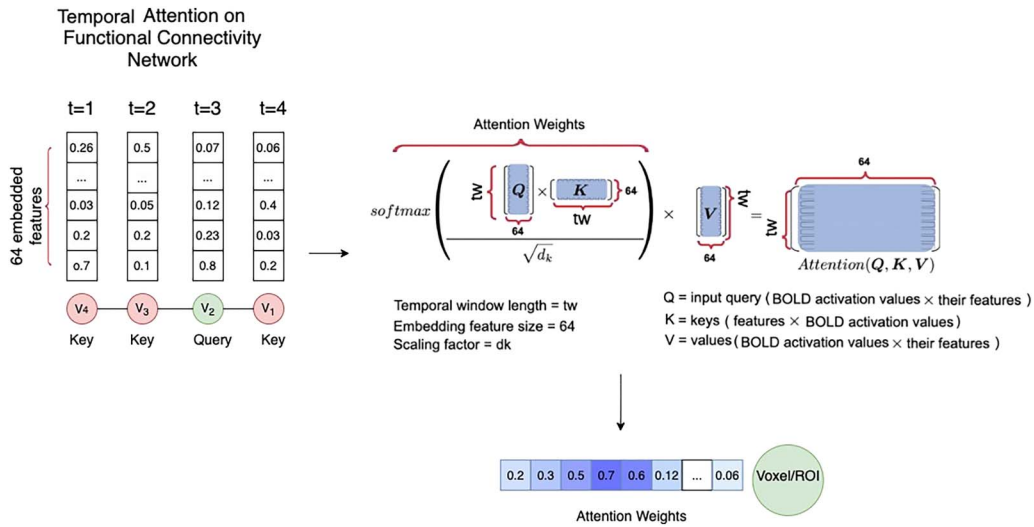 Temporal Attention on
Functional Connectivity
Network
t=1 t=2 t=3 t=4
64 embedded
features
0.26 0.5 0.07 0.06
... ... ... ...
0.03 0.05 0.12 0.4
0.2 0.2 0.23 0.03
0.7 0.1 0.8 0.2
V4 V3 V2 V1
Key Key Query Key
Attention Weights
softmax ( tw Q 64 × K 64 tw / √dk ) × V tw 64 = tw 64
Attention(Q, K, V)
Temporal window length = tw
Embedding feature size = 64
Scaling factor = dk
Q = input query ( BOLD activation values × their features )
K = keys ( features × BOLD activation values )
V = values ( BOLD activation values × their features )
0.2 0.3 0.5 0.7 0.6 0.12 ... 0.06
Voxel/ROI
Attention Weights